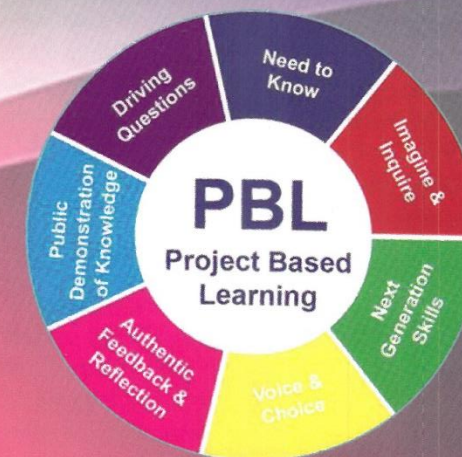 PBL
Project Based
Learning
Need to
Know
Imagine &
Inquire
Next
Generation
Skills
Voice &
Choice
Authentic
Feedback &
Reflection
Public
Demonstration
of Knowledge
Driving
Questions